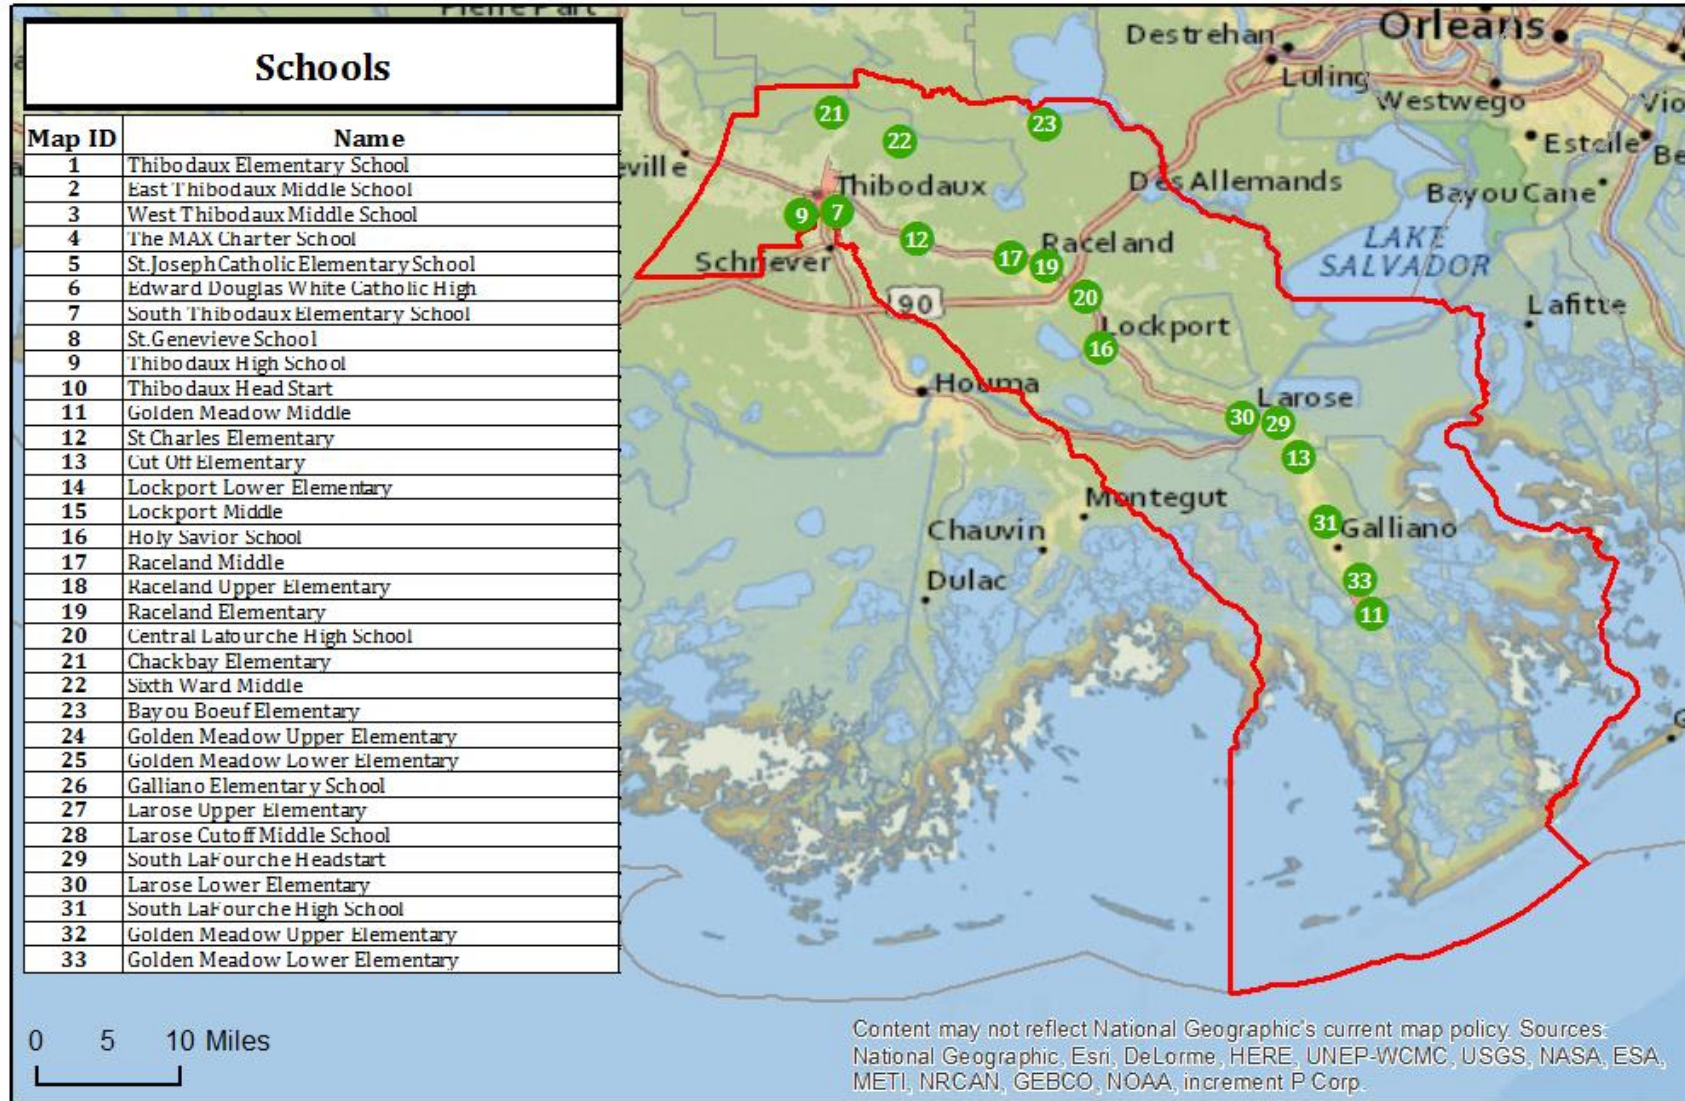 Schools
Map ID Name
1 Thibodaux Elementary School
2 East Thibodaux Middle School
3 West Thibodaux Middle School
4 The MAX Charter School
5 St.Joseph Catholic Elementary School
6 Edward Douglas White Catholic High
7 South Thibodaux Elementary School
8 St.Genevieve School
9 Thibodaux High School
10 Thibodaux Head Start
11 Golden Meadow Middle
12 St Charles Elementary
13 Cut Off Elementary
14 Lockport Lower Elementary
15 Lockport Middle
16 Holy Savior School
17 Raceland Middle
18 Raceland Upper Elementary
19 Raceland Elementary
20 Central Lafourche High School
21 Chackbay Elementary
22 Sixth Ward Middle
23 Bayou Boeuf Elementary
24 Golden Meadow Upper Elementary
25 Golden Meadow Lower Elementary
26 Galliano Elementary School
27 Larose Upper Elementary
28 Larose Cutoff Middle School
29 South LaFourche Headstart
30 Larose Lower Elementary
31 South LaFourche High School
32 Golden Meadow Upper Elementary
33 Golden Meadow Lower Elementary
Pierre Part
Orleans
Destrehan
Luling
Westwego
Vio
21
23
22
Estelle
Be
eville
Thibodaux
Des Allemands
Bayou Cane
9
7
12
Raceland
LAKE
SALVADOR
17
19
Schriever
90
20
Lafitte
Lockport
16
Houma
Larose
30
29
13
Montegut
31
Galliano
Chauvin
33
Dulac
11
G
0 5 10 Miles
Content may not reflect National Geographic's current map policy. Sources:
National Geographic, Esri, DeLorme, HERE, UNEP-WCMC, USGS, NASA, ESA,
METI, NRCAN, GEBCO, NOAA, increment P Corp.